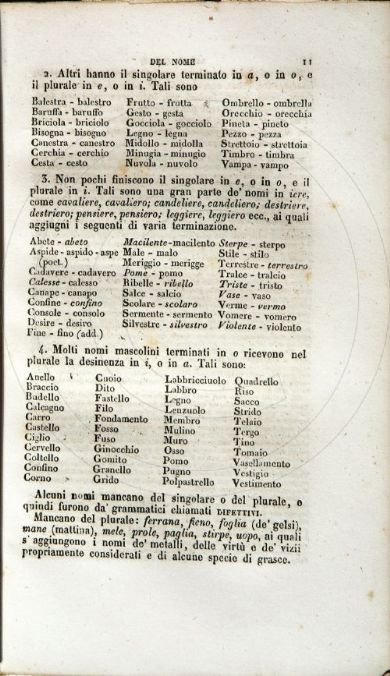 DEL NOME 11
2. Altri hanno il singolare terminato in a, o in o, e
il plurale in e, o in i. Tali sono
Balestra - balestro Frutto - frutta Ombrello - ombrella
Baruffa - baruffo Gesto - gesta Orecchio - orecchia
Briciola - briciolo Gocciola - gocciolo Pineta - pineto
Bisogna - bisogno Legno - legna Pezzo - pezza
Canestra - canestro Midollo - midolla Strettoio - strettoia
Cerchia - cerchio Minugia - minugio Timbro - timbra
Cesta - cesto Nuvola - nuvolo Vampa - vampo
3. Non pochi finiscono il singolare in e, o in o, e il
plurale in i. Tali sono una gran parte de' nomi in iere,
come cavaliere, cavaliero; candeliere, candeliero; destriere,
destriero; pensiere, pensiero; leggiere, leggiero ecc., ai quali
aggiugni i seguenti di varia terminazione.
Abete - abeto Macilente - macilento Sterpe - sterpo
Aspide - aspido - aspe Male - malo Stile - stilo
(poet.) Meriggio - merigge Terrestre - terrestro
Cadavere - cadavero Pome - pomo Tralce - tralcio
Calesse - calesso Ribelle - ribello Triste - tristo
Canape - canapo Salce - salcio Vase - vaso
Confine - confino Scolare - scolaro Verme - vermo
Console - consolo Sermente - sermento Vomere - vomero
Desire - desiro Silvestre - silvestro Violente - violento
Fine - fino (add.)
4. Molti nomi mascolini terminati in o ricevono nel
plurale la desinenza in i, o in a. Tali sono:
Anello Cuoio Labbricciuolo Quadrello
Braccio Dito Labbro Riso
Budello Fastello Legno Sacco
Calcagno Filo Lenzuolo Strido
Carro Fondamento Membro Telaio
Castello Fosso Mulino Tergo
Ciglio Fuso Muro Tino
Cervello Ginocchio Osso Tomaio
Coltello Gomito Pomo Vasellamento
Confino Granello Pugno Vestigio
Corno Grido Polpastrello Vestimento
Alcuni nomi mancano del singolare o del plurale, o
quindi furono da' grammatici chiamati DIFETTIVI.
Mancano del plurale: ferrana, fieno, foglia (de' gelsi),
mane (mattina), mele, prole, paglia, stirpe, uopo, ai quali
s' aggiungono i nomi de' metalli, delle virtù e de' vizii
propriamente considerati e di alcune specie di grasce.